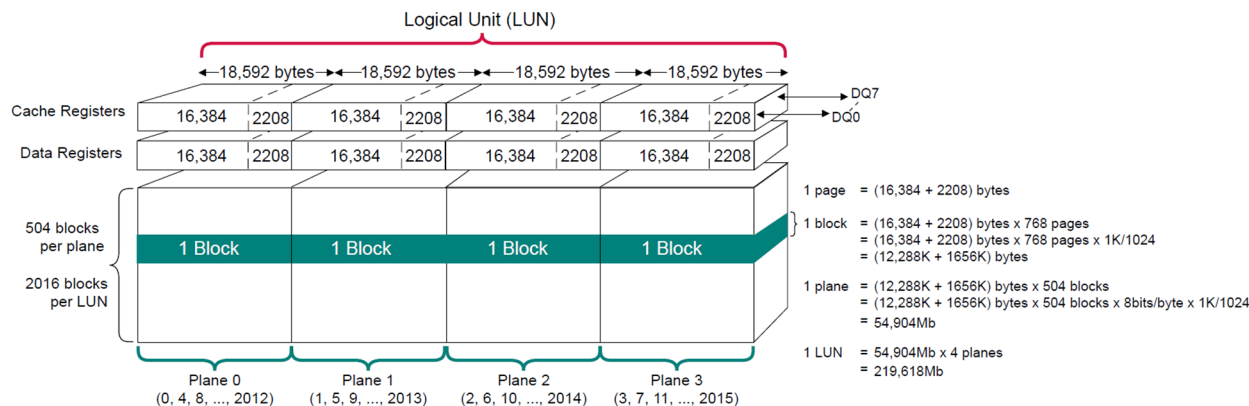 Logical Unit (LUN)
18,592 bytes 18,592 bytes 18,592 bytes 18,592 bytes
DQ7
Cache Registers 16,384 2208 16,384 2208 16,384 2208 16,384 2208 DQ0
Data Registers 16,384 2208 16,384 2208 16,384 2208 16,384 2208
1 page = (16,384 + 2208) bytes
504 blocks
per plane
2016 blocks
per LUN
1 Block 1 Block 1 Block 1 Block
1 block = (16,384 + 2208) bytes x 768 pages
= (16,384 + 2208) bytes x 768 pages x 1K/1024
= (12,288K + 1656K) bytes
1 plane = (12,288K + 1656K) bytes x 504 blocks
= (12,288K + 1656K) bytes x 504 blocks x 8bits/byte x 1K/1024
= 54,904Mb
1 LUN = 54,904Mb x 4 planes
= 219,618Mb
Plane 0 Plane 1 Plane 2 Plane 3
(0, 4, 8, ..., 2012) (1, 5, 9, ..., 2013) (2, 6, 10, ..., 2014) (3, 7, 11, ..., 2015)